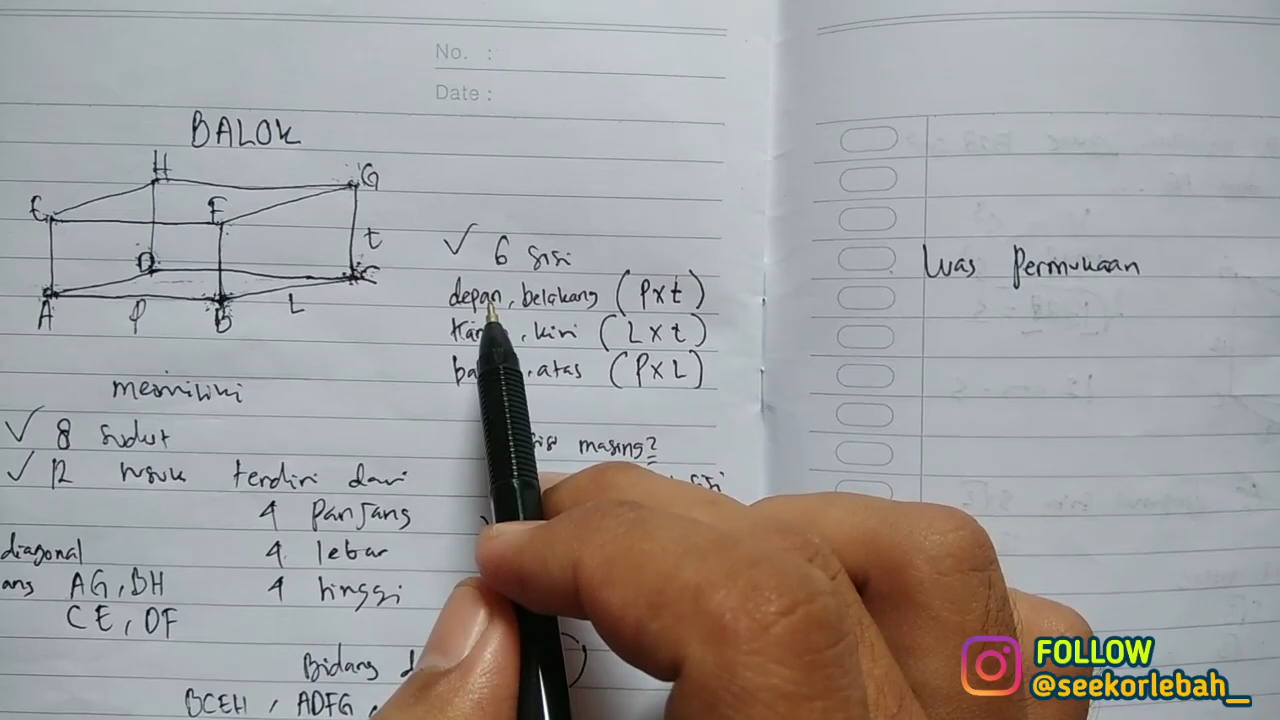 No. :
Date :
BALOK
H
G
E
F
t
D
C
A
P
B
L
✓ 6 sisi
depan, belakang (P x t)
, kiri (L x t)
, atas (P x L)
memiliki
✓ 8 sudut
✓ 12 rusuk terdiri dari
4 Panjang
4 lebar
4 tinggi
diagonal
AG, BH
CE, DF
masing?
Bidang
BCEH, ADFG,
Luas Permukaan
FOLLOW
@seekorlebah_